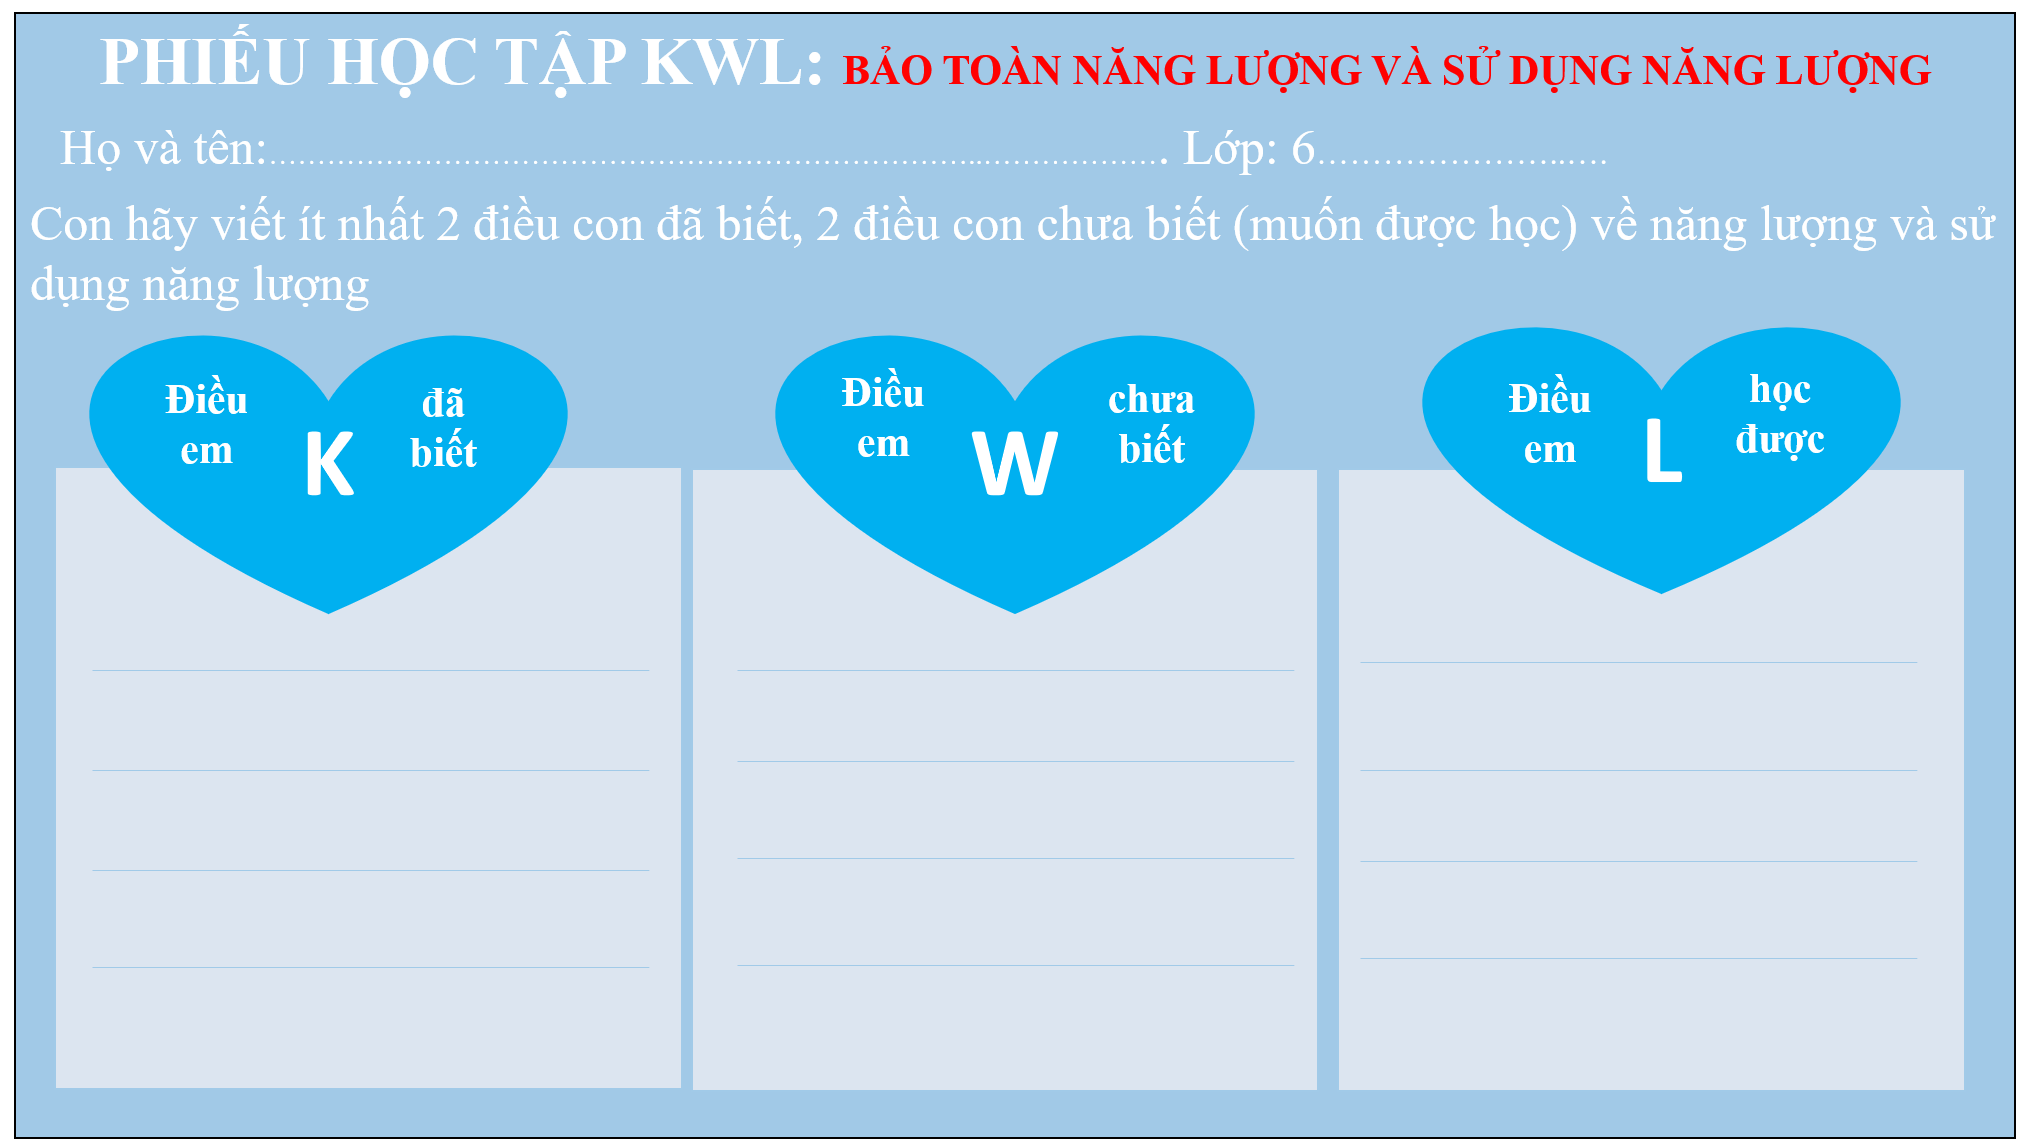 PHIẾU HỌC TẬP KWL: BẢO TOÀN NĂNG LƯỢNG VÀ SỬ DỤNG NĂNG LƯỢNG
Họ và tên:……………………………………………………………...………………. Lớp: 6…………………...….
Con hãy viết ít nhất 2 điều con đã biết, 2 điều con chưa biết (muốn được học) về năng lượng và sử
dụng năng lượng
Điều
em
K
đã
biết
Điều
em
W
chưa
biết
Điều
em
L
học
được